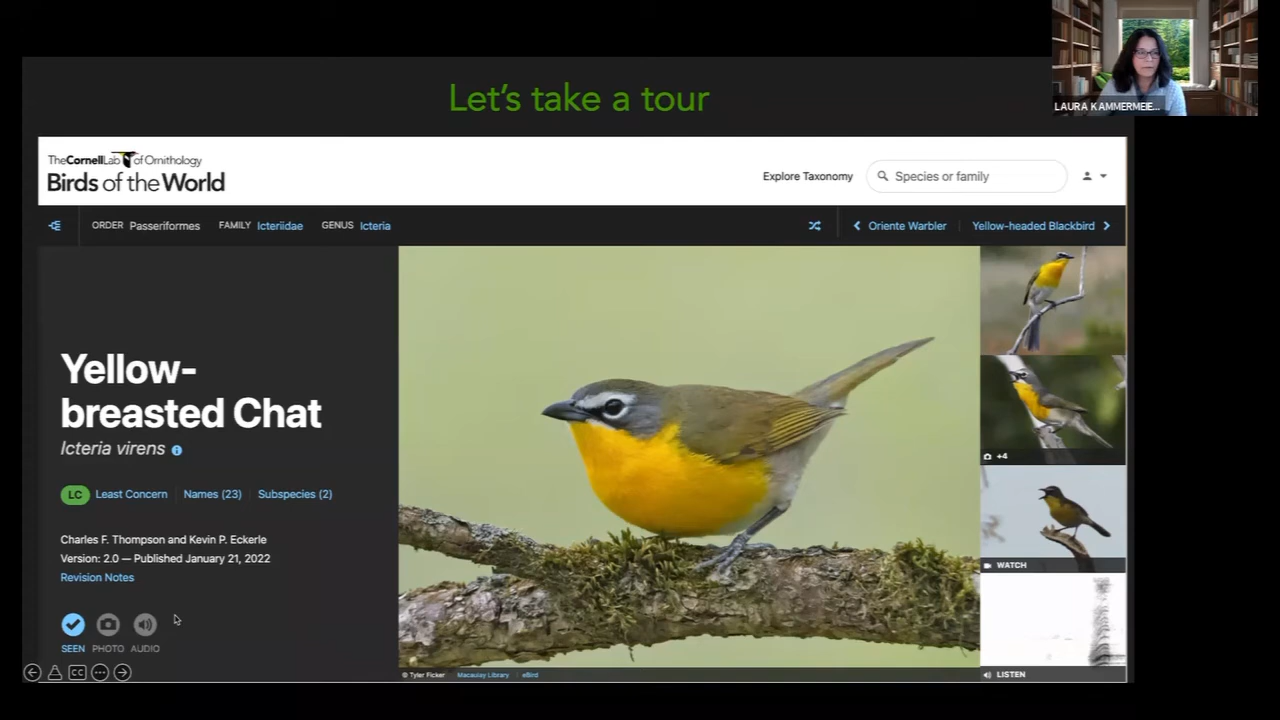 LAURA KAMMERMEIE...
Let's take a tour
TheCornellLab of Ornithology
Birds of the World
Explore Taxonomy
Species or family
ORDER Passeriformes FAMILY Icteriidae GENUS Icteria
Oriente Warbler
Yellow-headed Blackbird
Yellow-
breasted Chat
Icteria virens
LC Least Concern Names (23) Subspecies (2)
Charles F. Thompson and Kevin P. Eckerle
Version: 2.0 — Published January 21, 2022
Revision Notes
SEEN PHOTO AUDIO
CC
© Tyler Ficker Macaulay Library eBird
+4
WATCH
LISTEN